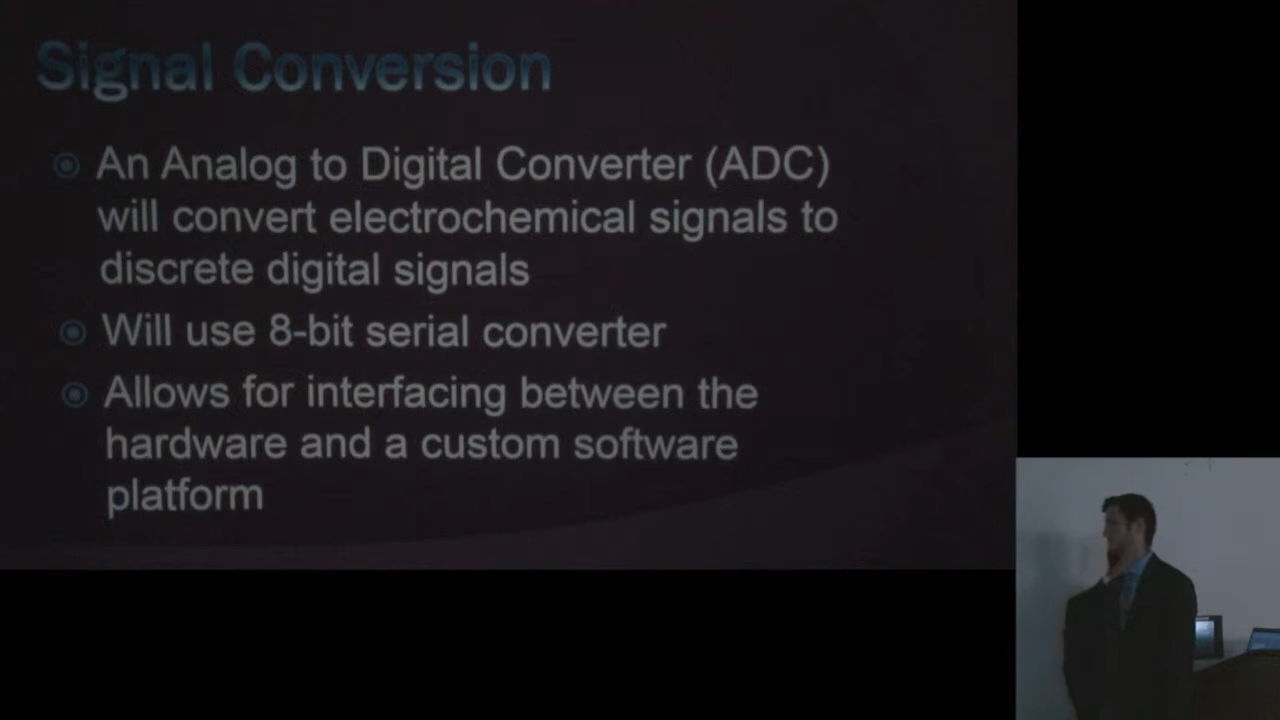 Signal Conversion
An Analog to Digital Converter (ADC)
will convert electrochemical signals to
discrete digital signals
Will use 8-bit serial converter
Allows for interfacing between the
hardware and a custom software
platform